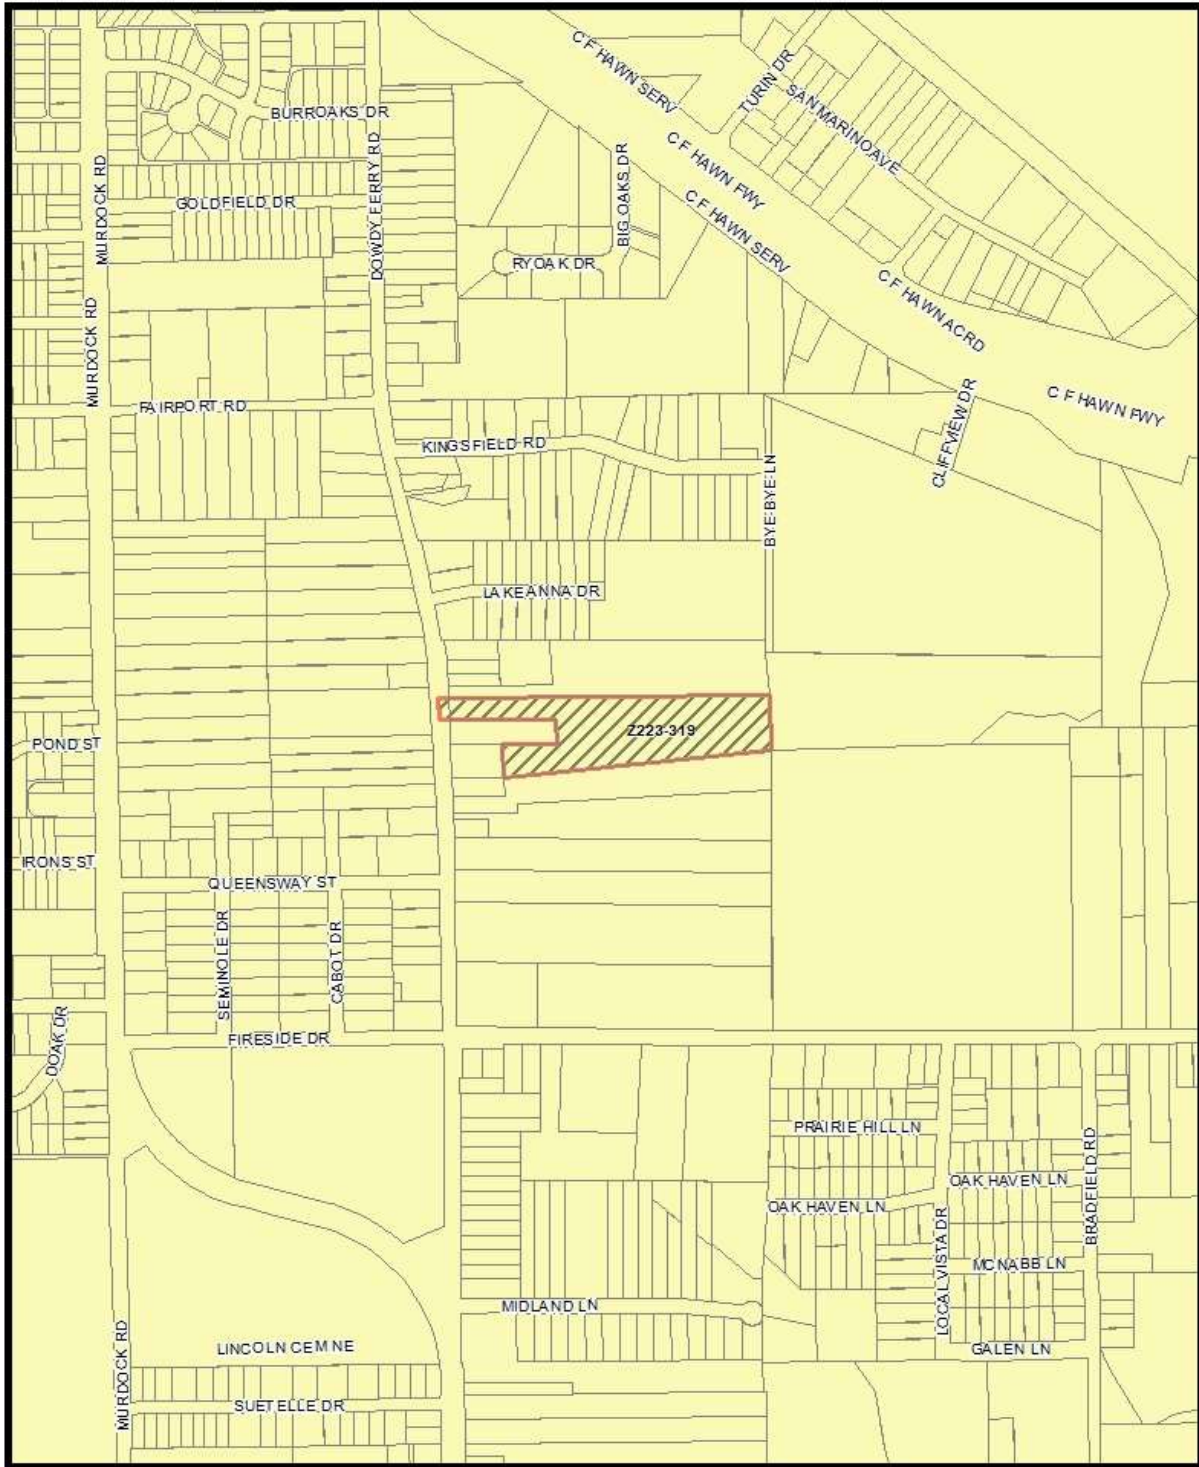 C F HAWN SERV
TURIN DR
SAN MARINO AVE
BURROAKS DR
C F HAWN FWY
DOWDY FERRY RD
BIG OAKS DR
MURDOCK RD
GOLDFIELD DR
C F HAWN SERV
RYOAK DR
C F HAWN ACRD
MURDOCK RD
C F HAWN FWY
FAIRPORT RD
CLIFFVIEW DR
KINGSFIELD RD
BYE-BYE LN
LAKEANNA DR
Z223-319
POND ST
IRONS ST
QUEENSWAY ST
SEMINOLE DR
CABOT DR
DOAK DR
FIRESIDE DR
PRAIRIE HILL LN
BRADFIELD RD
OAK HAVEN LN
OAK HAVEN LN
LOCAL VISTA DR
MCNABB LN
MIDLAND LN
MURDOCK RD
LINCOLN CEM NE
GALEN LN
SUETELLE DR